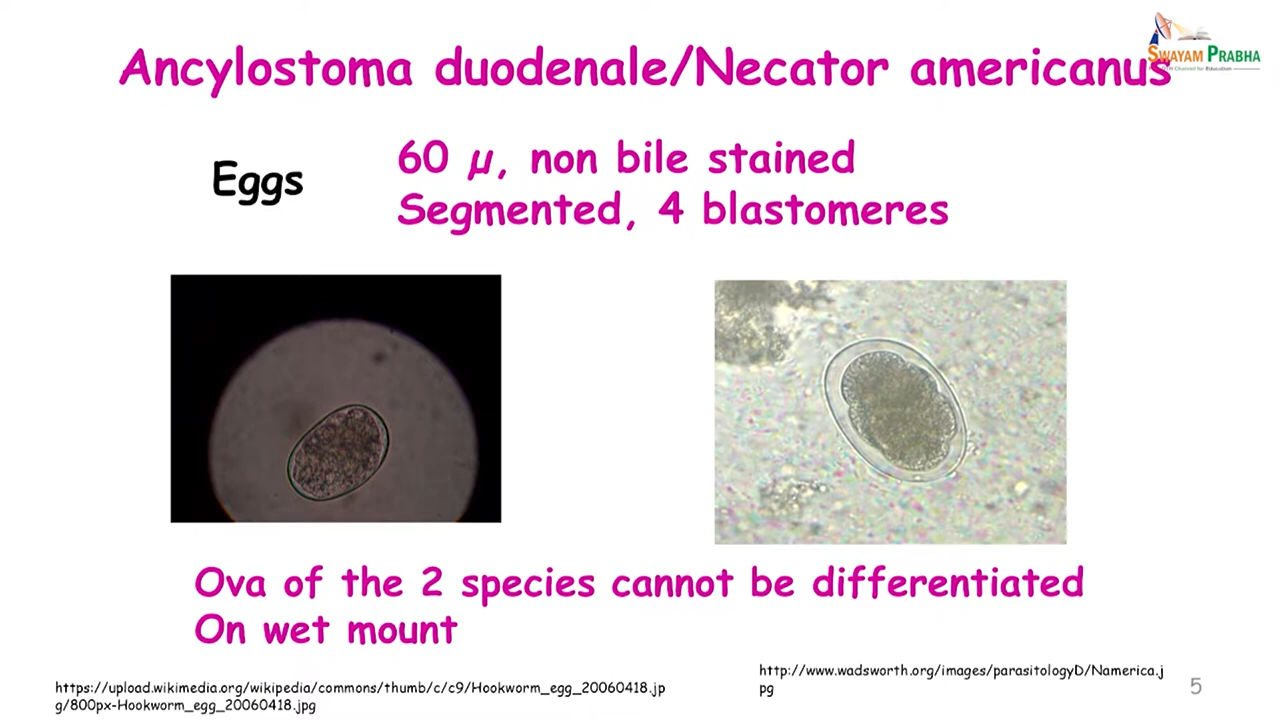 Ancylostoma duodenale/Necator americanus
SWAYAM PRABHA
Eggs
60 µ, non bile stained
Segmented, 4 blastomeres
Ova of the 2 species cannot be differentiated
On wet mount
https://upload.wikimedia.org/wikipedia/commons/thumb/c/c9/Hookworm_egg_20060418.jp
g/800px-Hookworm_egg_20060418.jpg
http://www.wadsworth.org/images/parasitologyD/Namerica.j
pg
5